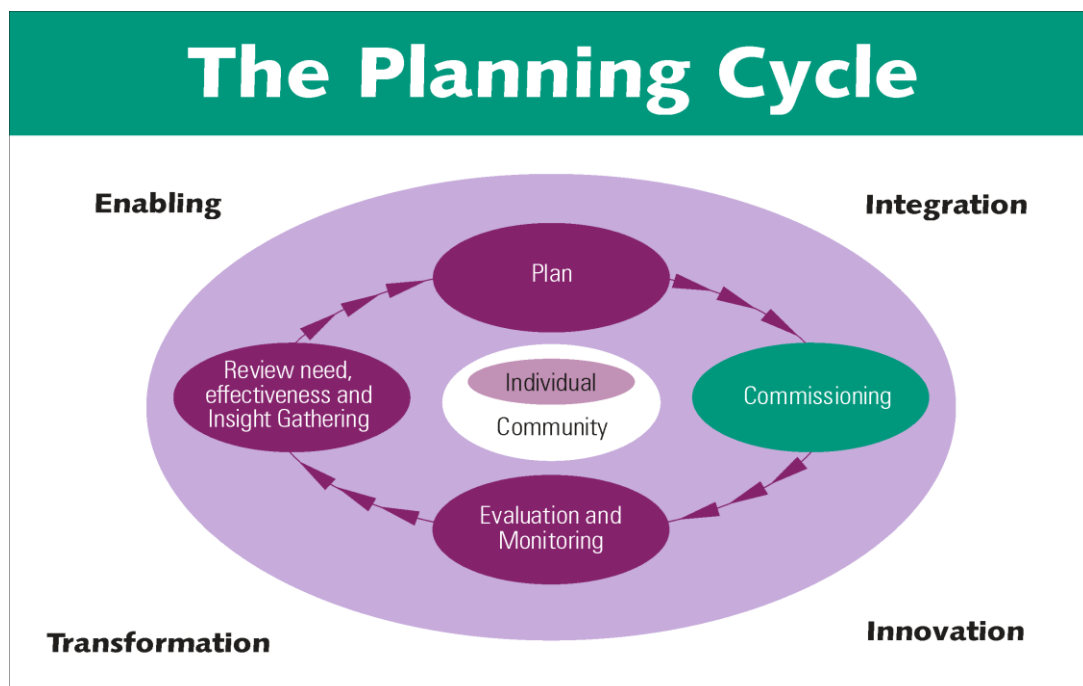 The Planning Cycle
Enabling
Integration
Plan
Review need,
effectiveness and
Insight Gathering
Individual
Community
Commissioning
Evaluation and
Monitoring
Transformation
Innovation